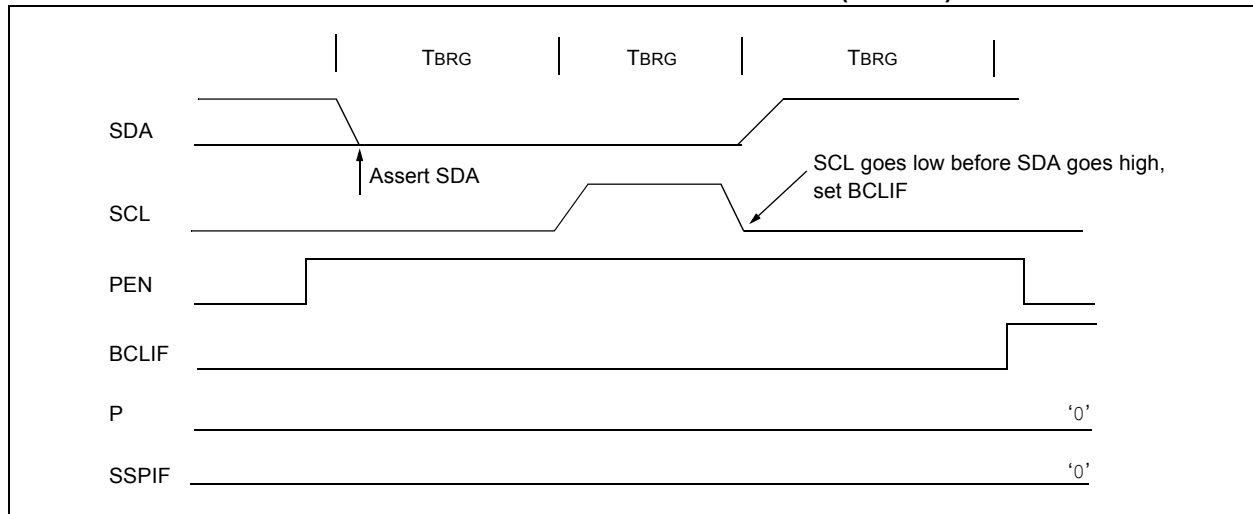 TBRG TBRG TBRG
SDA
Assert SDA
SCL goes low before SDA goes high,
set BCLIF
SCL
PEN
BCLIF
P '0'
SSPIF '0'